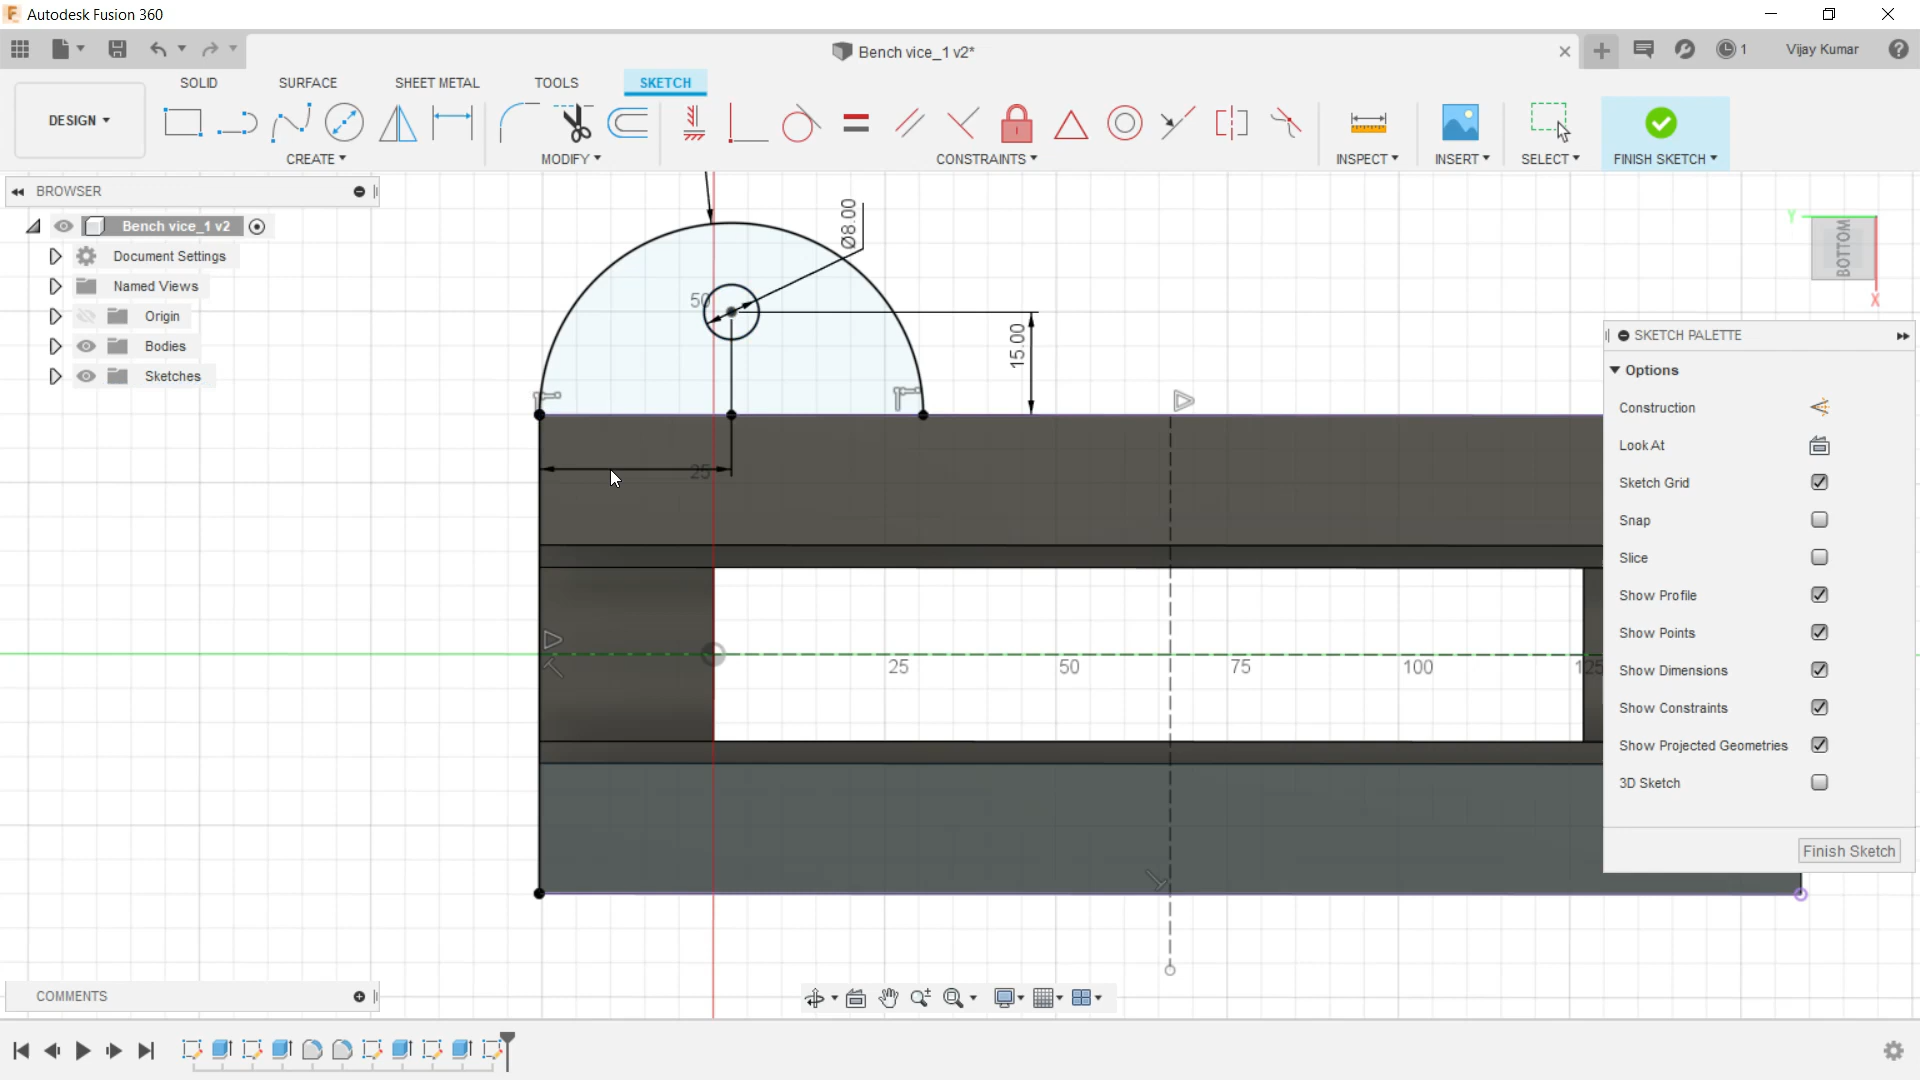 Autodesk Fusion 360
Bench vice_1 v2*
1
Vijay Kumar
SOLID SURFACE SHEET METAL TOOLS SKETCH
DESIGN
CREATE MODIFY CONSTRAINTS INSPECT INSERT SELECT FINISH SKETCH
BROWSER
Bench vice_1 v2
Document Settings
Named Views
Origin
Bodies
Sketches
Ø8.00
50
15.00
25
25 50 75 100 125
Y
BOTTOM
X
SKETCH PALETTE
Options
Construction
Look At
Sketch Grid
Snap
Slice
Show Profile
Show Points
Show Dimensions
Show Constraints
Show Projected Geometries
3D Sketch
Finish Sketch
COMMENTS